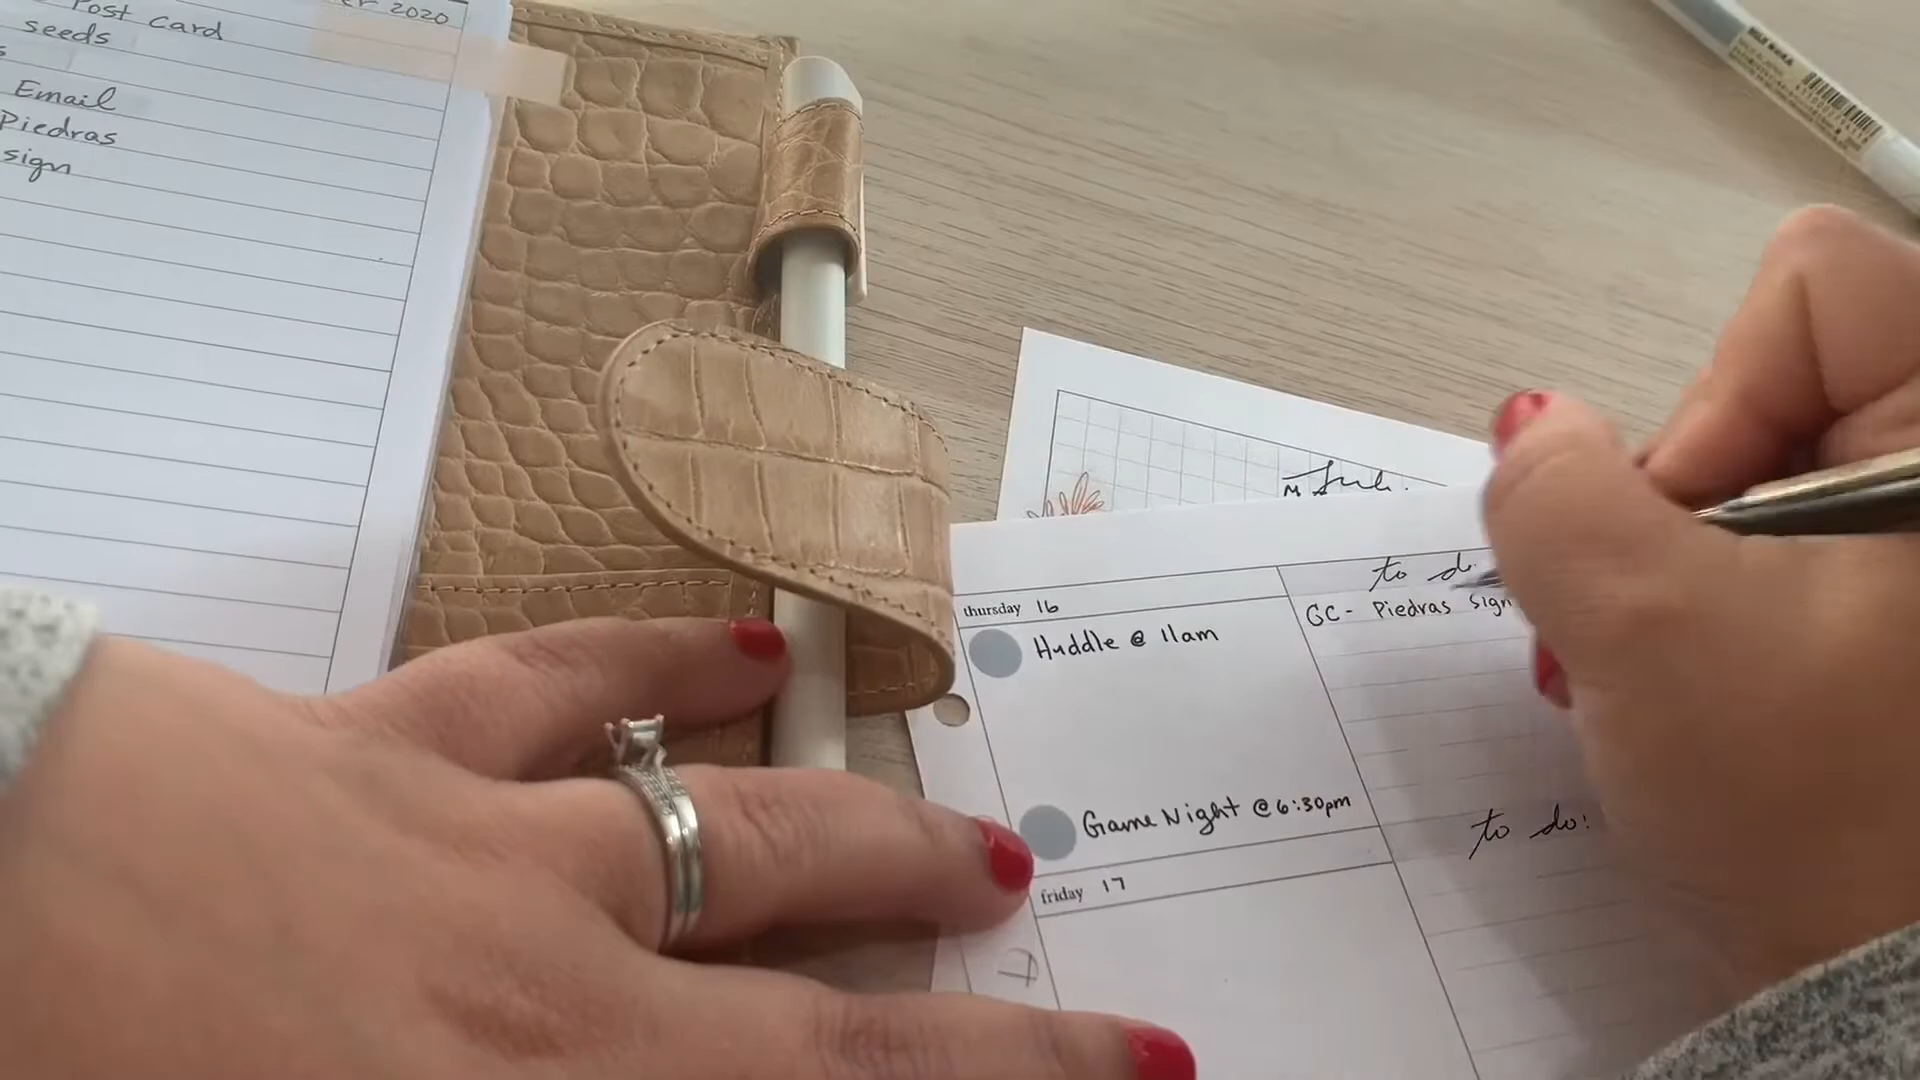 Post Card
seeds
Email
Piedras
sign
2020
thursday 16
Huddle @ 11am
Game Night @ 6:30pm
friday 17
to do
GC- Piedras sign
to do: